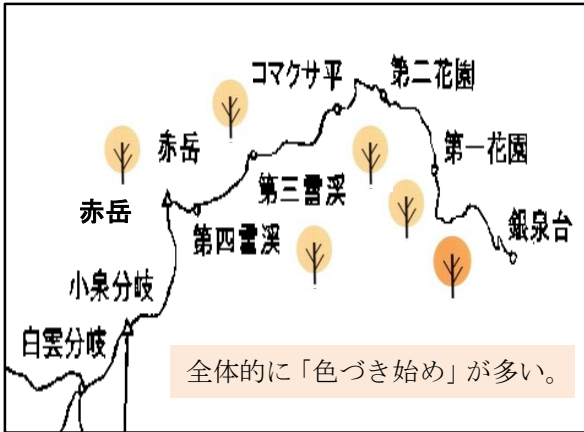 コマクサ平
第二花園
赤岳
第一花園
第三雪渓
赤岳
第四雪渓
銀泉台
小泉分岐
白雲分岐
全体的に「色づき始め」が多い。